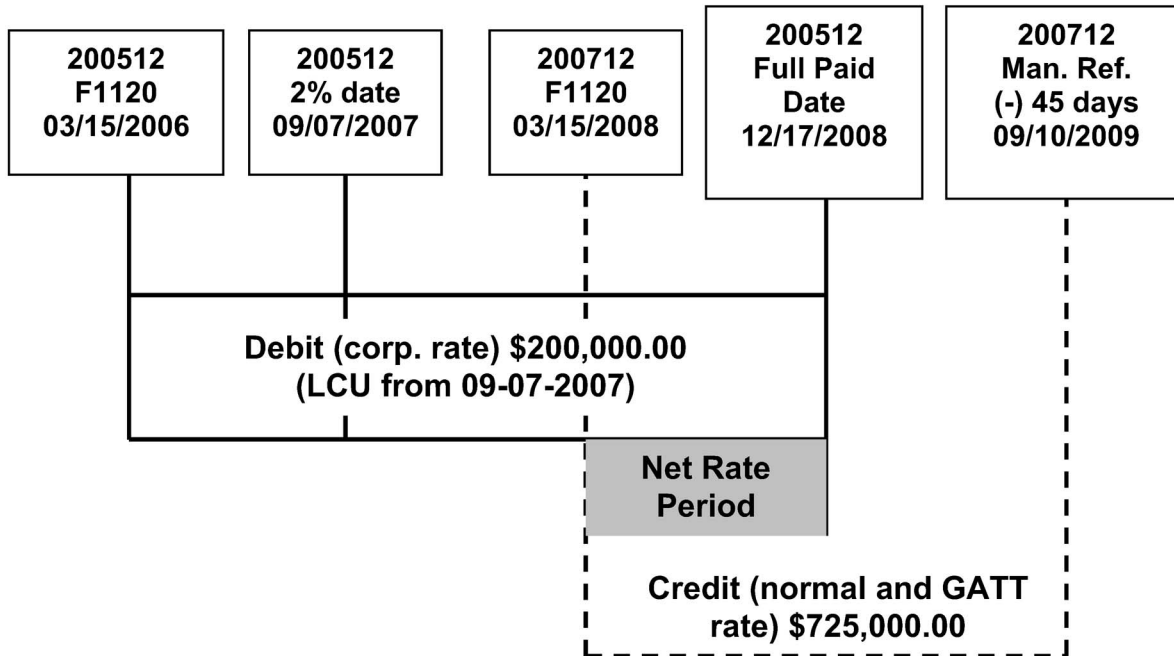 200512
F1120
03/15/2006
200512
2% date
09/07/2007
200712
F1120
03/15/2008
200512
Full Paid
Date
12/17/2008
200712
Man. Ref.
(-) 45 days
09/10/2009
Debit (corp. rate) $200,000.00
(LCU from 09-07-2007)
Net Rate
Period
Credit (normal and GATT
rate) $725,000.00